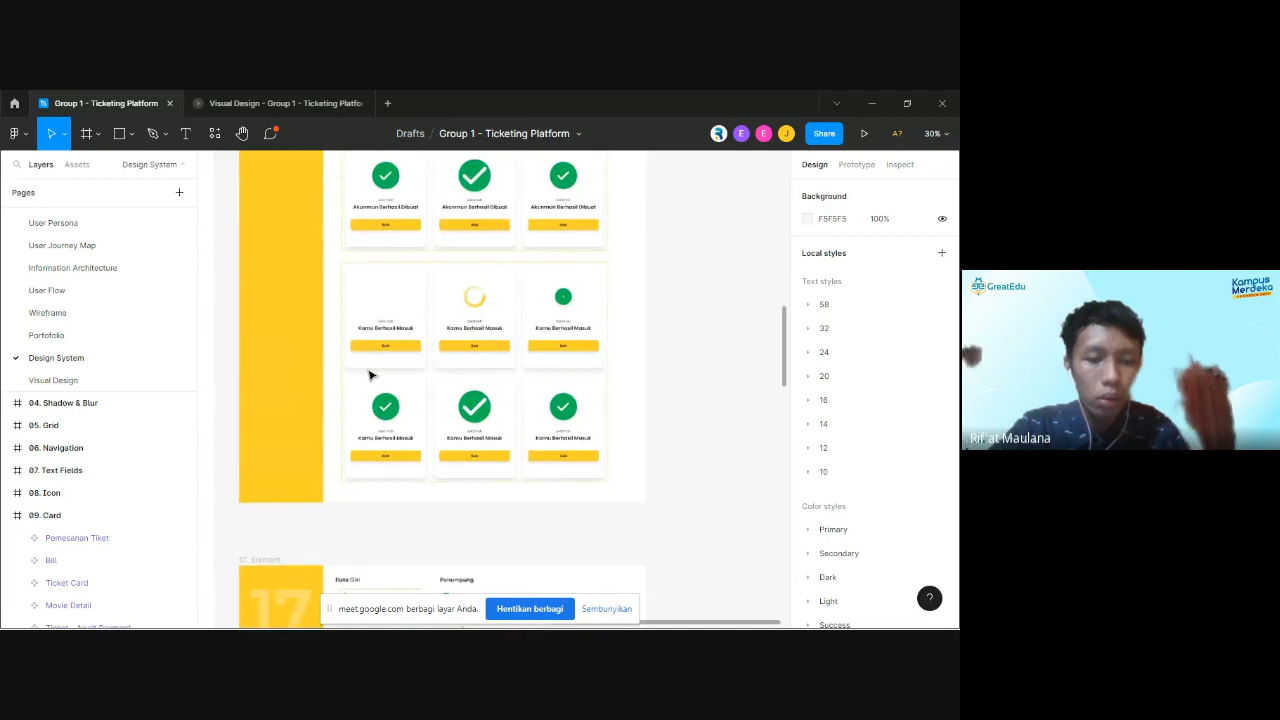 Group 1 - Ticketing Platform
Visual Design - Group 1 - Ticketing Platfo
Drafts / Group 1 - Ticketing Platform
E
E
J
Share
A?
30%
Layers
Assets
Design System
Pages
User Persona
User Journey Map
Information Architecture
User Flow
Wireframe
Portofolio
Design System
Visual Design
04. Shadow & Blur
05. Grid
06. Navigation
07. Text Fields
08. Icon
09. Card
Pemesanan Tiket
Bill
Ticket Card
Movie Detail
Ticket - Await Payment
Akunmun Berhasil Dibuat
Akunmun Berhasil Dibuat
Akunmun Berhasil Dibuat
Kamu Berhasil Masuk
Kamu Berhasil Masuk
Kamu Berhasil Masuk
Kamu Berhasil Masuk
Kamu Berhasil Masuk
Kamu Berhasil Masuk
17. Element
17
Data Diri
Penumpang
meet.google.com berbagi layar Anda.
Hentikan berbagi
Sembunyikan
Design
Prototype
Inspect
Background
F5F5F5
100%
Local styles
Text styles
58
32
24
20
16
14
12
10
Color styles
Primary
Secondary
Dark
Light
Success
?
GreatEdu
Kampus
Merdeka
Rif'at Maulana